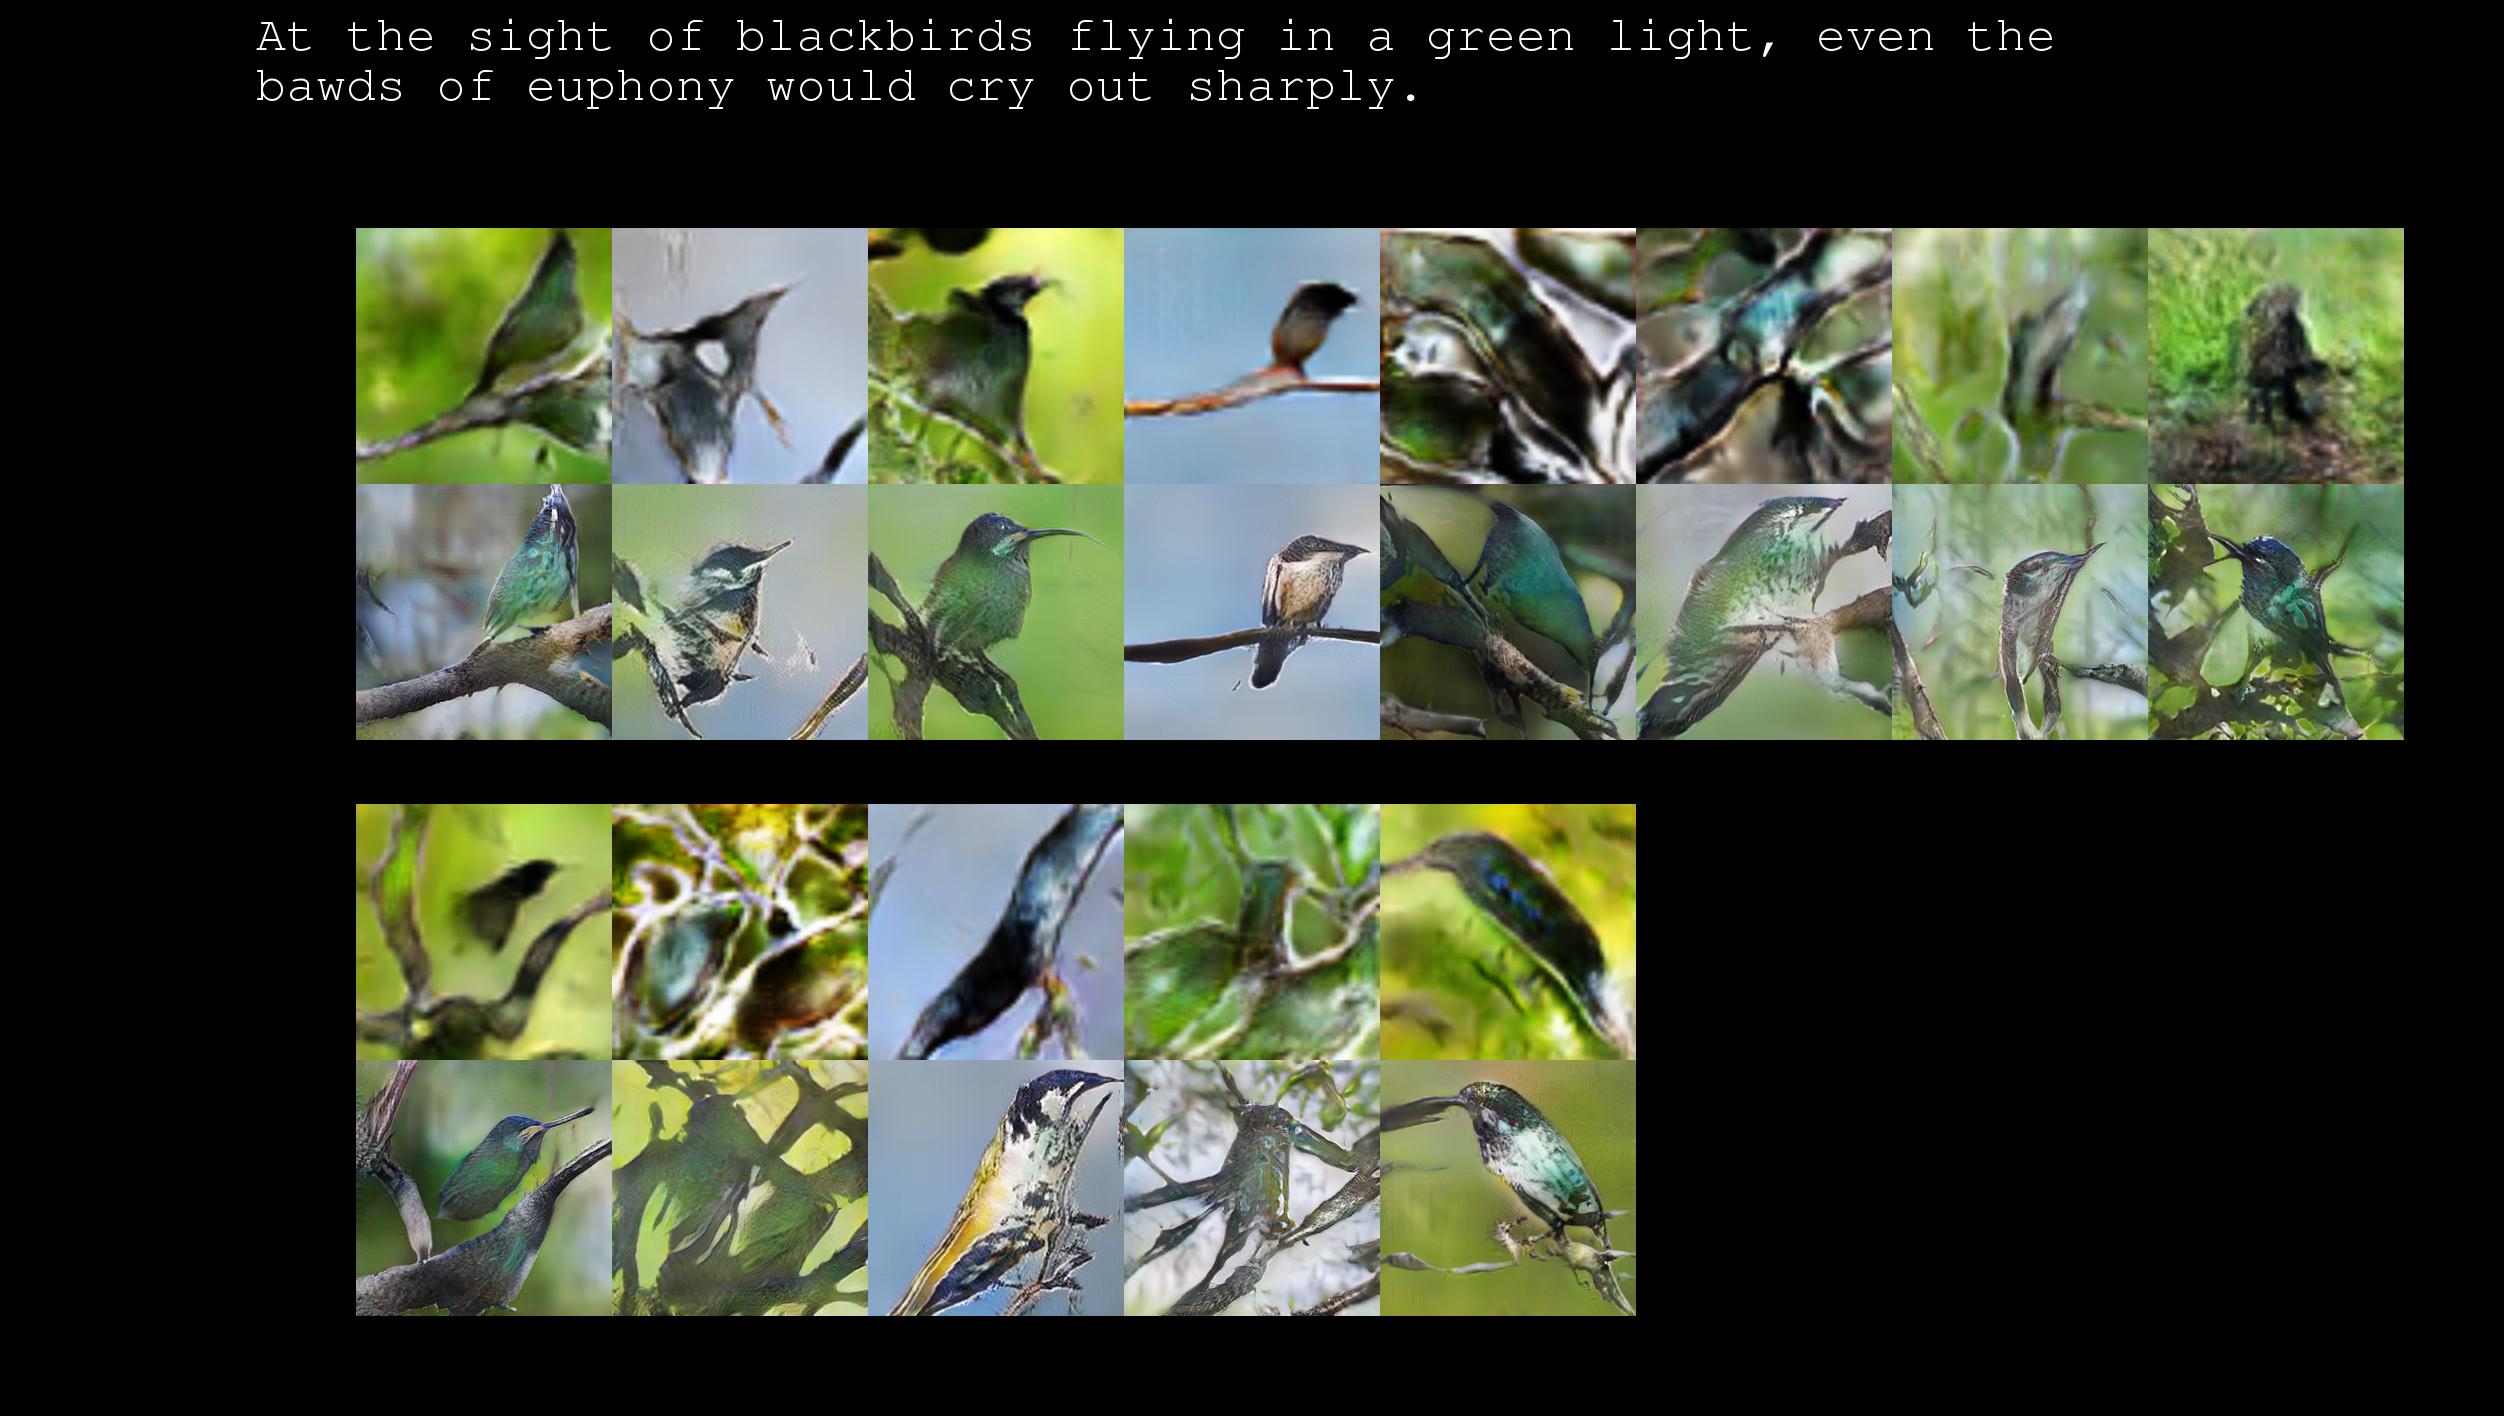 At the sight of blackbirds flying in a green light, even the
bawds of euphony would cry out sharply.